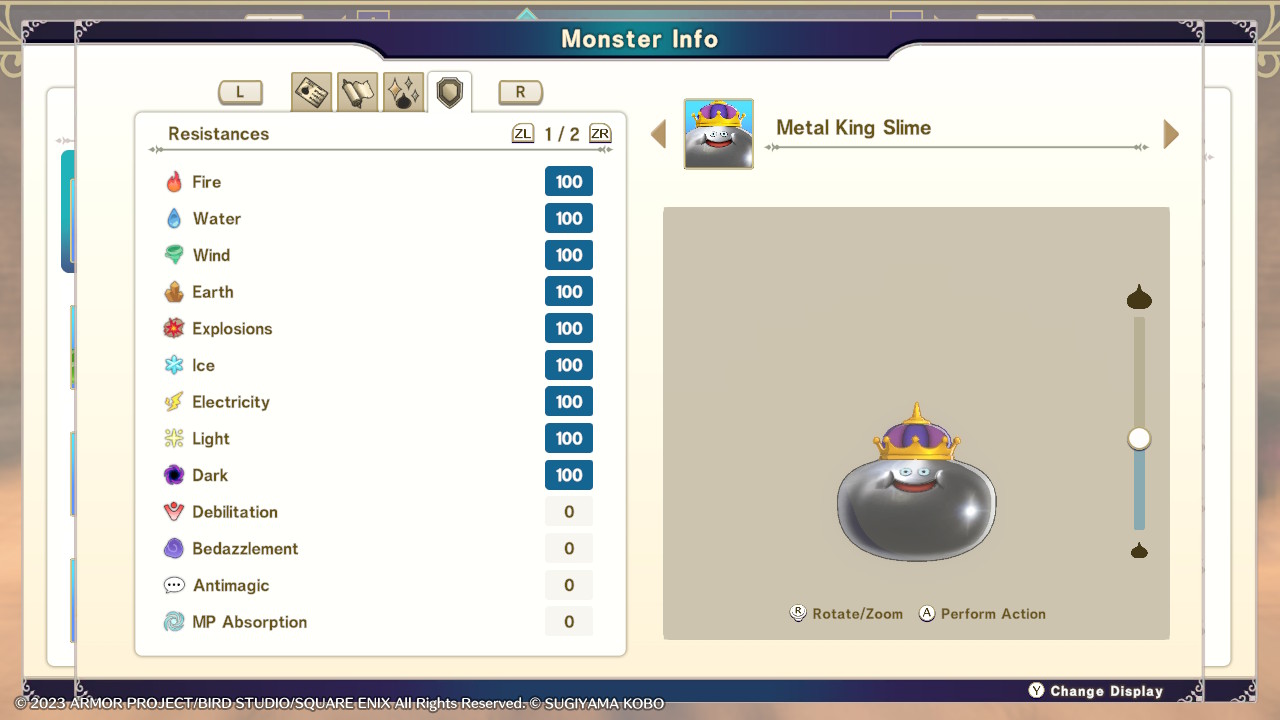 Monster Info
L
R
Resistances
ZL 1 / 2 ZR
Metal King Slime
Fire 100
Water 100
Wind 100
Earth 100
Explosions 100
Ice 100
Electricity 100
Light 100
Dark 100
Debilitation 0
Bedazzlement 0
Antimagic 0
MP Absorption 0
R Rotate/Zoom A Perform Action
Y Change Display
© 2023 ARMOR PROJECT/BIRD STUDIO/SQUARE ENIX All Rights Reserved. © SUGIYAMA KOBO